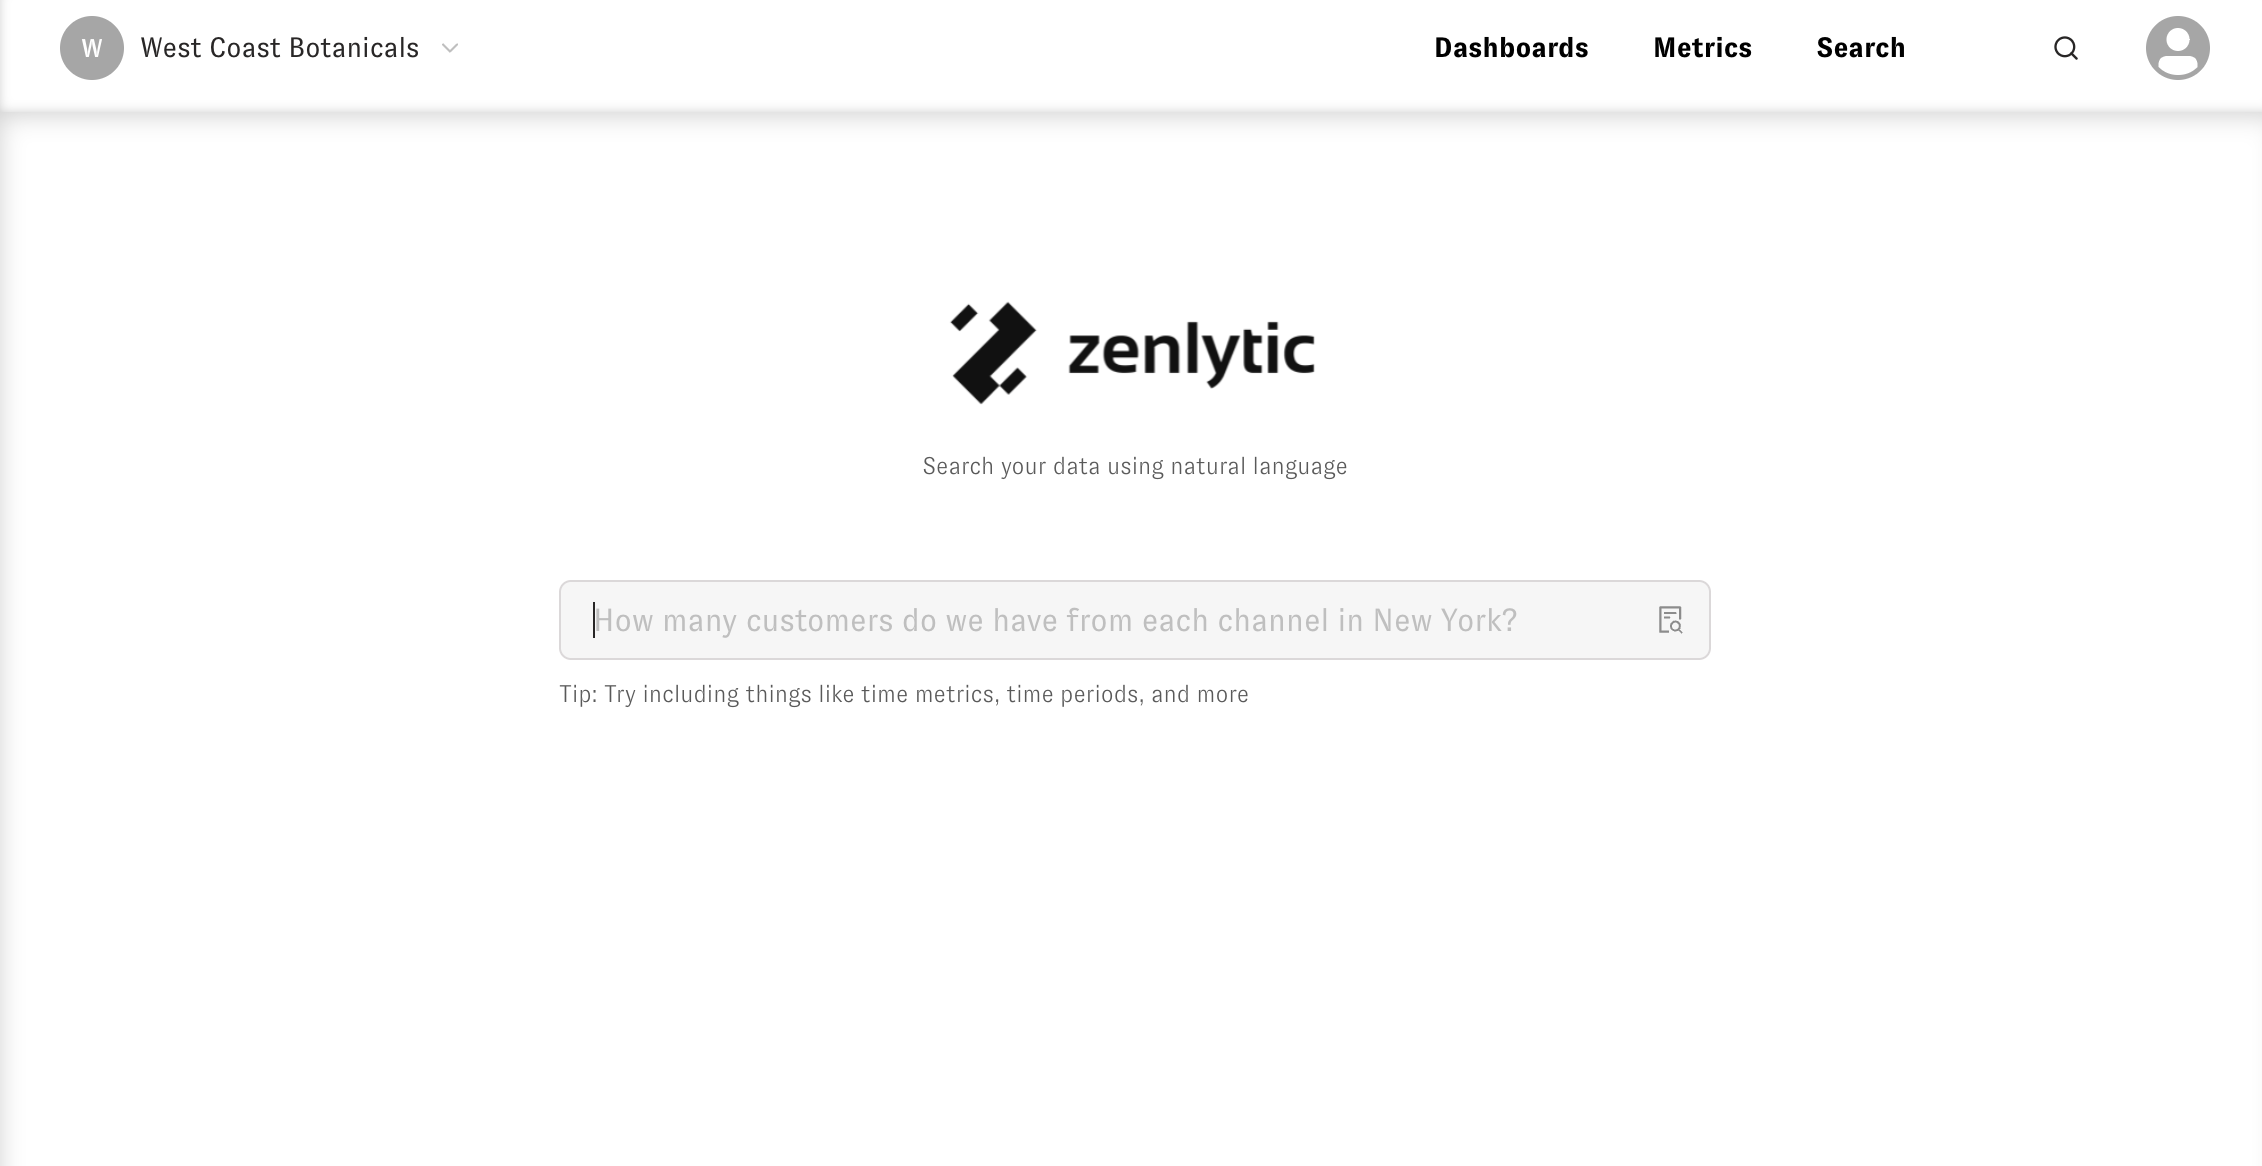 W West Coast Botanicals Dashboards Metrics Search
zenlytic
Search your data using natural language
How many customers do we have from each channel in New York?
Tip: Try including things like time metrics, time periods, and more